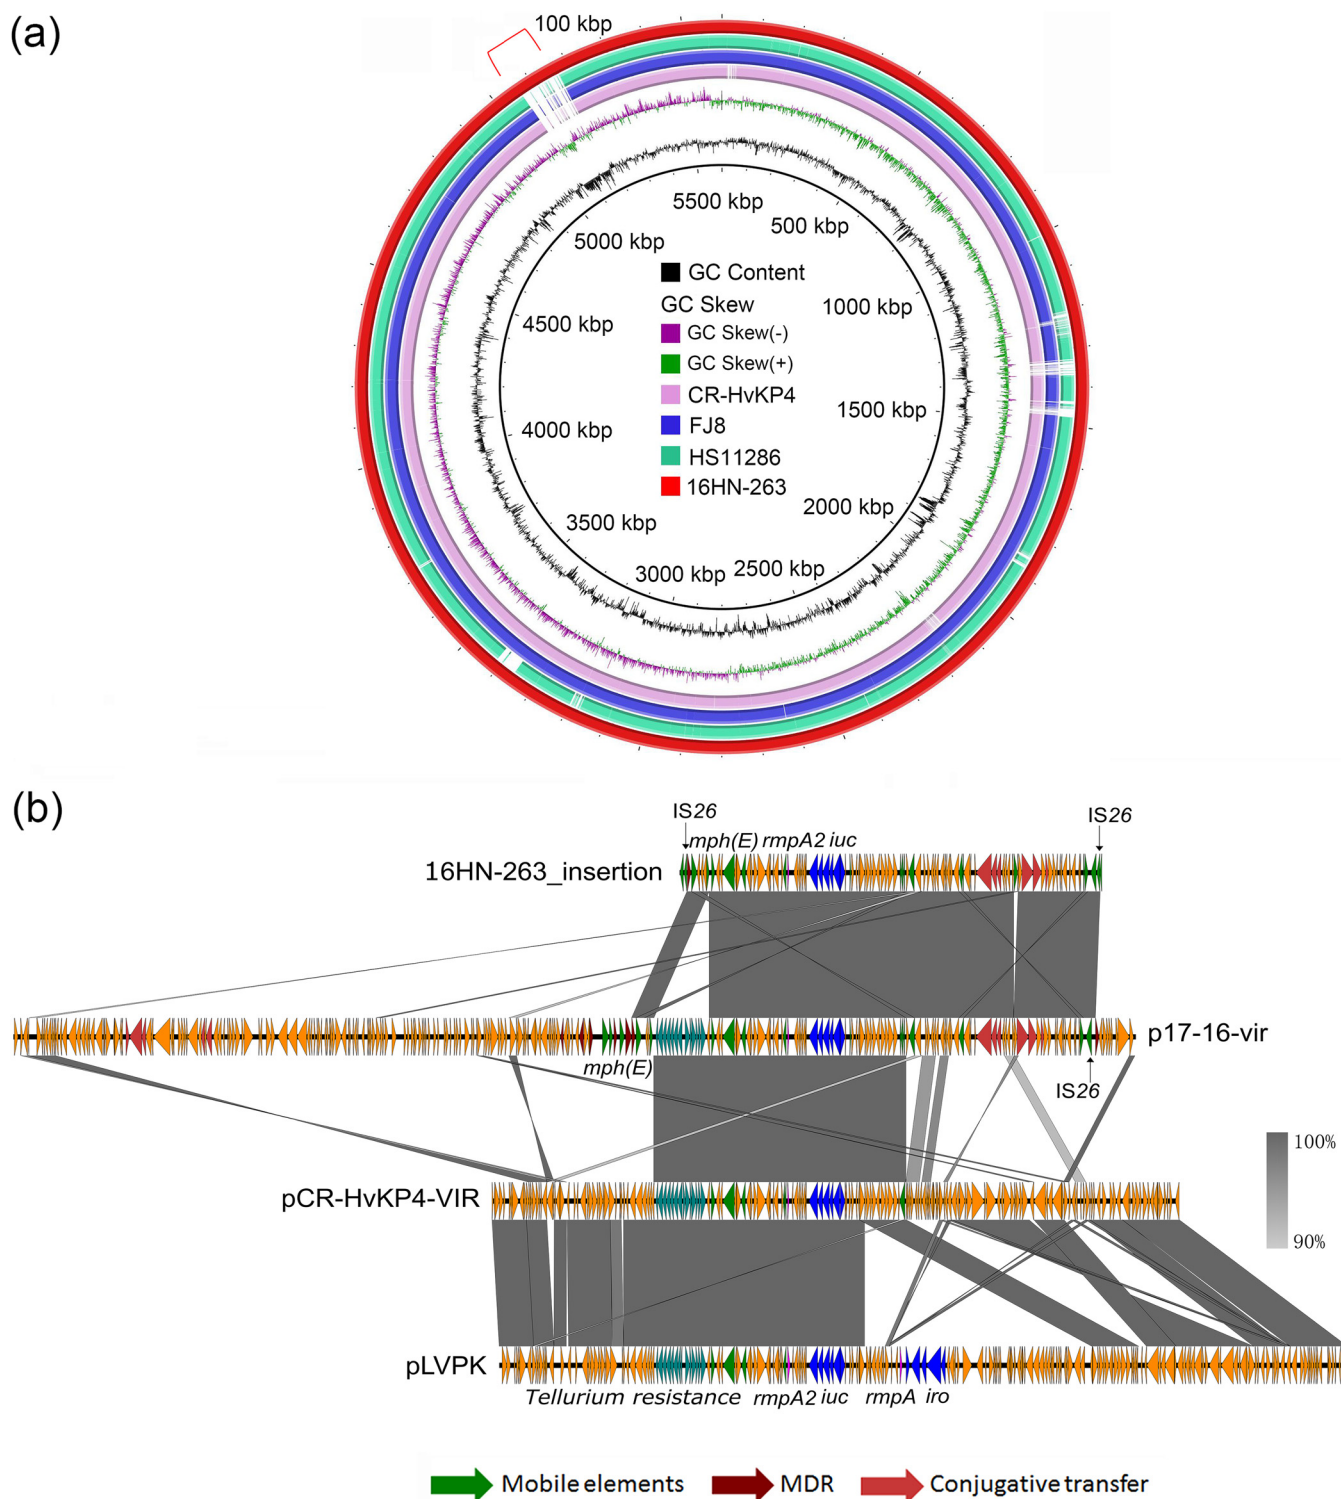 (a)
100 kbp
5500 kbp
500 kbp
5000 kbp
1000 kbp
4500 kbp
1500 kbp
4000 kbp
2000 kbp
3500 kbp
2500 kbp
3000 kbp
GC Content
GC Skew
GC Skew(-)
GC Skew(+)
CR-HvKP4
FJ8
HS11286
16HN-263
(b)
IS26
IS26
mph(E) rmpA2 iuc
16HN-263_insertion
p17-16-vir
mph(E)
IS26
100%
90%
pCR-HvKP4-VIR
pLVPK
Tellurium resistance rmpA2 iuc rmpA iro
Mobile elements MDR Conjugative transfer